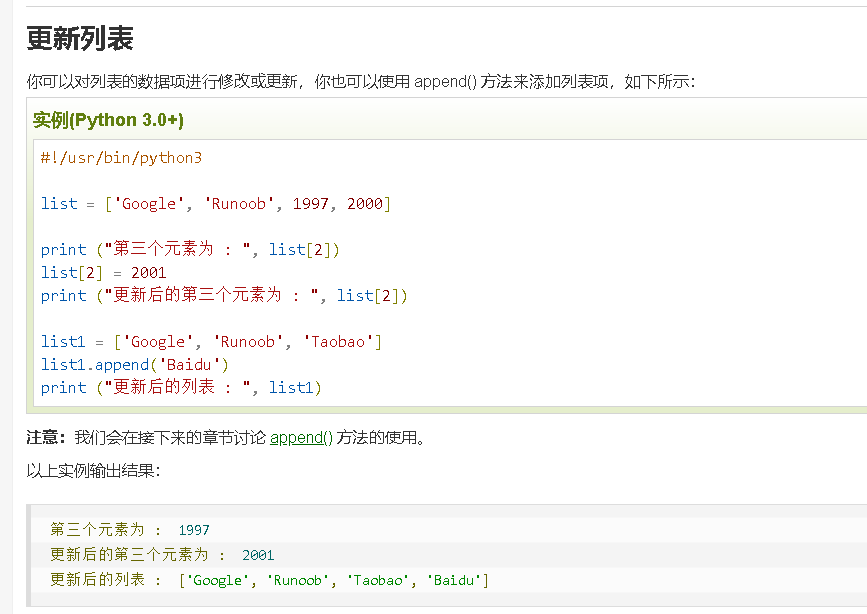 更新列表
你可以对列表的数据项进行修改或更新，你也可以使用 append() 方法来添加列表项，如下所示：
实例(Python 3.0+)
#!/usr/bin/python3
list = ['Google', 'Runoob', 1997, 2000]
print ("第三个元素为 : ", list[2])
list[2] = 2001
print ("更新后的第三个元素为 : ", list[2])
list1 = ['Google', 'Runoob', 'Taobao']
list1.append('Baidu')
print ("更新后的列表 : ", list1)
注意：我们会在接下来的章节讨论 append() 方法的使用。
以上实例输出结果：
第三个元素为 :  1997
更新后的第三个元素为 :  2001
更新后的列表 :  ['Google', 'Runoob', 'Taobao', 'Baidu']